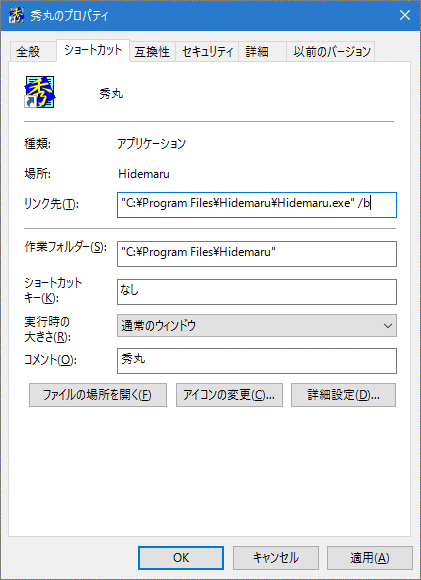 秀丸のプロパティ
全般 ショートカット 互換性 セキュリティ 詳細 以前のバージョン
秀丸
種類: アプリケーション
場所: Hidemaru
リンク先(T): "C:¥Program Files¥Hidemaru¥Hidemaru.exe" /b
作業フォルダー(S): "C:¥Program Files¥Hidemaru"
ショートカット
キー(K): なし
実行時の
大きさ(R): 通常のウィンドウ
コメント(O): 秀丸
ファイルの場所を開く(F) アイコンの変更(C)... 詳細設定(D)...
OK キャンセル 適用(A)